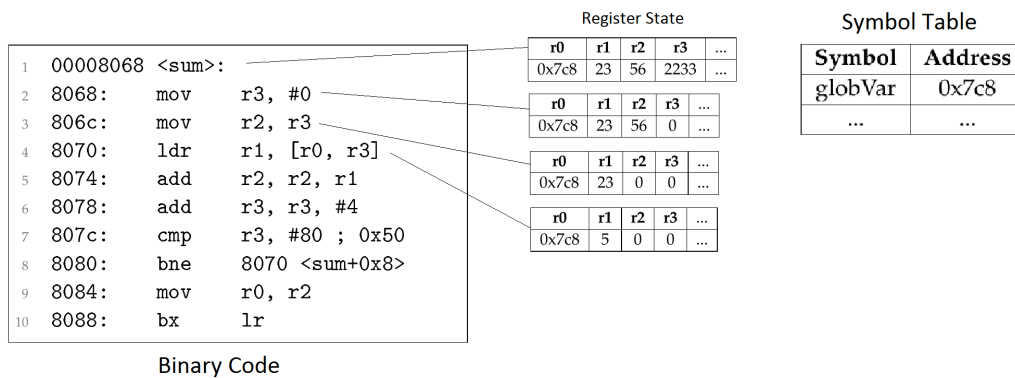 Register State
Symbol Table
1 00008068 <sum>:
2 8068: mov r3, #0
3 806c: mov r2, r3
4 8070: ldr r1, [r0, r3]
5 8074: add r2, r2, r1
6 8078: add r3, r3, #4
7 807c: cmp r3, #80 ; 0x50
8 8080: bne 8070 <sum+0x8>
9 8084: mov r0, r2
10 8088: bx lr
Binary Code
r0 r1 r2 r3 ...
0x7c8 23 56 2233 ...
r0 r1 r2 r3 ...
0x7c8 23 56 0 ...
r0 r1 r2 r3 ...
0x7c8 23 0 0 ...
r0 r1 r2 r3 ...
0x7c8 5 0 0 ...
Symbol Address
globVar 0x7c8
... ...